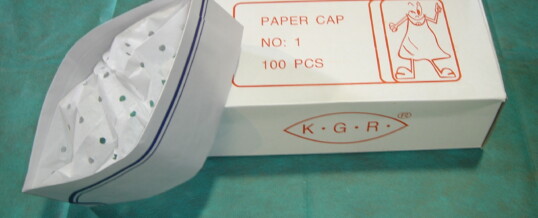 PAPER CAP
NO: 1
100 PCS
K·G·R· ®